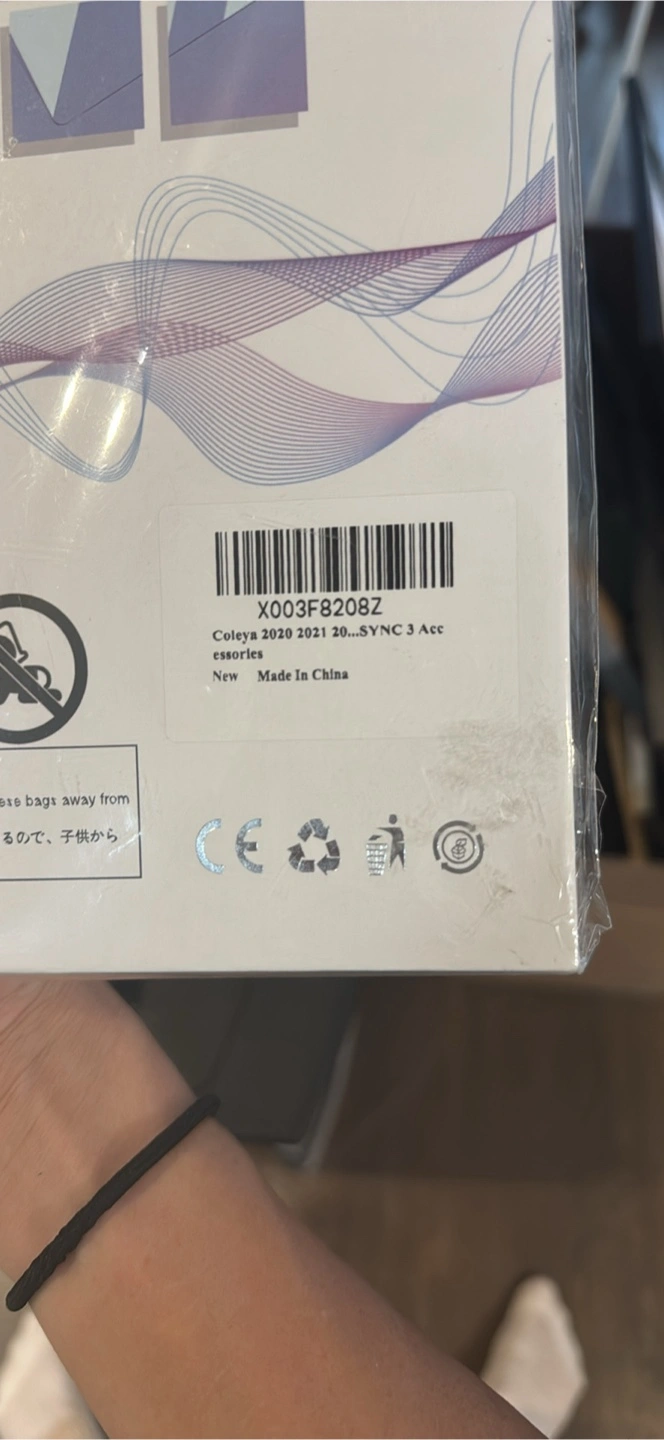 X003F8208Z
Coleya 2020 2021 20...SYNC 3 Acc
essories
New Made In China
bags away from
るので、子供から
CE